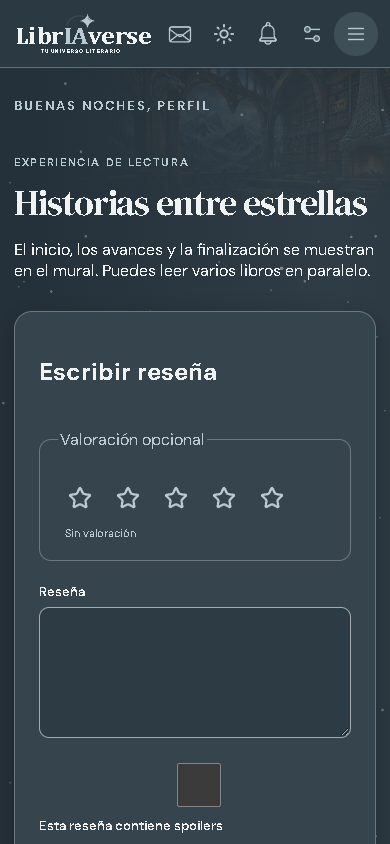 LibrIAverse
TU UNIVERSO LITERARIO
BUENAS NOCHES, PERFIL
EXPERIENCIA DE LECTURA
Historias entre estrellas
El inicio, los avances y la finalización se muestran
en el mural. Puedes leer varios libros en paralelo.
Escribir reseña
Valoración opcional
Sin valoración
Reseña
Esta reseña contiene spoilers